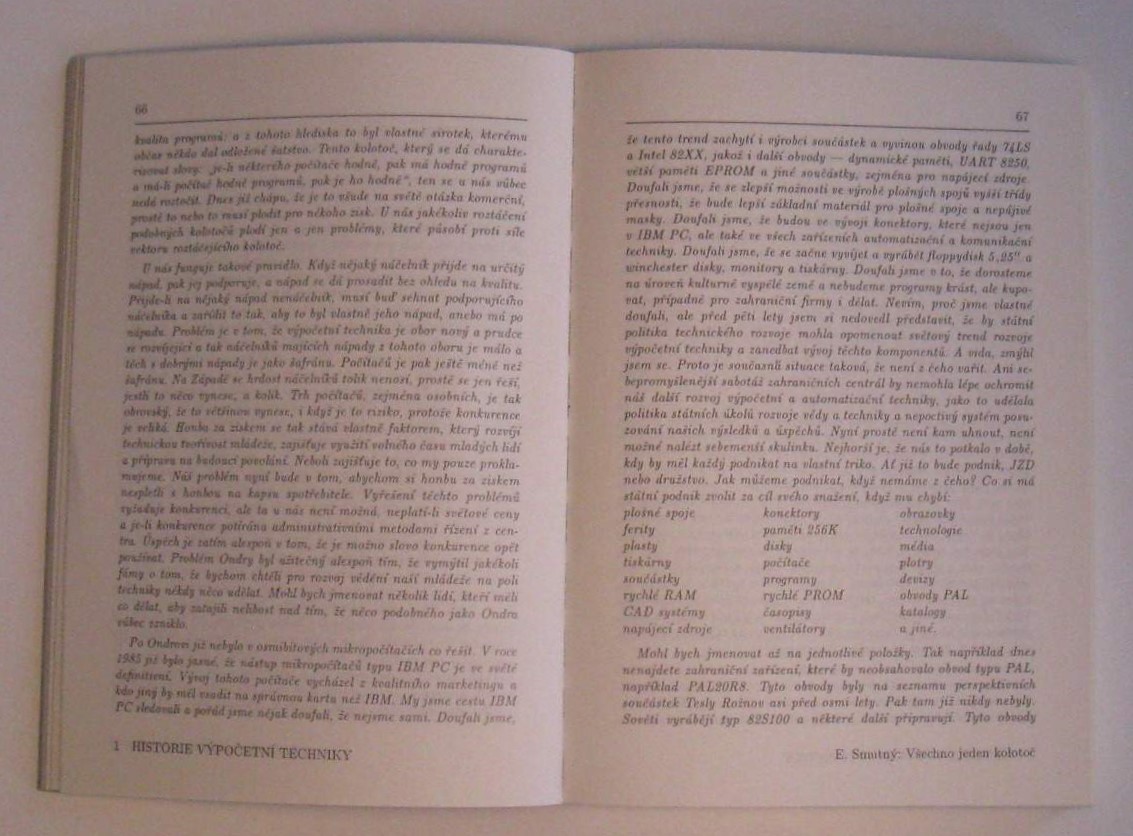 66
kvalita programů: a z tohoto hlediska to byl vlastně sirotek, kterému
občas někdo dal odložené šatstvo. Tento kolotoč, který se dá charakte-
rizovat slovy: „je-li některého počítače hodně, pak má hodně programů
a má-li počítač hodně programů, pak je ho hodně“, ten se u nás vůbec
nedá roztočit. Dnes již chápu, že je to všude na světě otázka komerční,
prostě to nebo to musí plodit pro někoho zisk. U nás jakékoliv roztáčení
podobných kolotočů plodí jen a jen problémy, které působí proti síle
vektoru roztáčejícího kolotoč.
U nás funguje takové pravidlo. Když nějaký náčelník přijde na určitý
nápad, pak jej podporuje, a nápad se dá prosadit bez ohledu na kvalitu.
Přijde-li na nějaký nápad nenáčelník, musí buď sehnat podporujícího
náčelníka a zařídit to tak, aby to byl vlastně jeho nápad, anebo má po
nápadu. Problém je v tom, že výpočetní technika je obor nový a prudce
se rozvíjející a tak náčelníků majících nápady z tohoto oboru je málo a
těch s dobrými nápady je jako šafránu. Počítačů je pak ještě méně než
šafránu. Na Západě se hrdost náčelníků tolik nenosí, prostě se jen řeší,
jestli to něco vynese, a kolik. Trh počítačů, zejména osobních, je tak
obrovský, že to většinou vynese, i když je to riziko, protože konkurence
je veliká. Honba za ziskem se tak stává vlastně faktorem, který rozvíjí
technickou tvořivost mládeže, zajišťuje využití volného času mladých lidí
a přípravu na budoucí povolání. Neboli zajišťuje to, co my pouze prokla-
mujeme. Náš problém nyní bude v tom, abychom si honbu za ziskem
nespletli s honbou na kapsu spotřebitele. Vyřešení těchto problémů
vyžaduje konkurenci, ale ta u nás není možná, neplatí-li světové ceny
a je-li konkurence potírána administrativními metodami řízení z cen-
tra. Úspěch je zatím alespoň v tom, že je možno slovo konkurence opět
používat. Problém Ondry byl užitečný alespoň tím, že vymýtil jakékoli
fámy o tom, že bychom chtěli pro rozvoj vědění naší mládeže na poli
techniky někdy něco udělat. Mohl bych jmenovat několik lidí, kteří měli
co dělat, aby zatajili nelibost nad tím, že něco podobného jako Ondra
vůbec vzniklo.
Po Ondrovi již nebylo v osmibitových mikropočítačích co řešit. V roce
1985 již bylo jasné, že nástup mikropočítačů typu IBM PC je ve světě
definitivní. Vývoj tohoto počítače vycházel z kvalitního marketingu a
kdo jiný by měl vsadit na správnou kartu než IBM. My jsme cestu IBM
PC sledovali a pořád jsme nějak doufali, že nejsme sami. Doufali jsme,
1 HISTORIE VÝPOČETNÍ TECHNIKY
67
že tento trend zachytí i výrobci součástek a vyvinou obvody řady 74LS
a Intel 82XX, jakož i další obvody — dynamické paměti, UART 8250,
větší paměti EPROM a jiné součástky, zejména pro napájecí zdroje.
Doufali jsme, že se zlepší možnosti ve výrobě plošných spojů vyšší třídy
přesnosti, že bude lepší základní materiál pro plošné spoje a nepájivé
masky. Doufali jsme, že budou ve vývoji konektory, které nejsou jen
v IBM PC, ale také ve všech zařízeních automatizační a komunikační
techniky. Doufali jsme, že se začne vyvíjet a vyrábět floppydisk 5,25" a
winchester disky, monitory a tiskárny. Doufali jsme v to, že dorosteme
na úroveň kulturně vyspělé země a nebudeme programy krást, ale kupo-
vat, případně pro zahraniční firmy i dělat. Nevím, proč jsme vlastně
doufali, ale před pěti lety jsem si nedovedl představit, že by státní
politika technického rozvoje mohla opomenout světový trend rozvoje
výpočetní techniky a zanedbat vývoj těchto komponentů. A vida, zmýlil
jsem se. Proto je současná situace taková, že není z čeho vařit. Ani se-
bepromyšlenější sabotáž zahraničních centrál by nemohla lépe ochromit
náš další rozvoj výpočetní a automatizační techniky, jako to udělala
politika státních úkolů rozvoje vědy a techniky a nepoctivý systém posu-
zování našich výsledků a úspěchů. Nyní prostě není kam uhnout, není
možné nalézt sebemenší skulinku. Nejhorší je, že nás to potkalo v době,
kdy by měl každý podnikat na vlastní triko. Ať již to bude podnik, JZD
nebo družstvo. Jak můžeme podnikat, když nemáme z čeho? Co si má
státní podnik zvolit za cíl svého snažení, když mu chybí:
plošné spoje konektory obrazovky
ferity paměti 256K technologie
plasty disky média
tiskárny počítače plotry
součástky programy devizy
rychlé RAM rychlé PROM obvody PAL
CAD systémy časopisy katalogy
napájecí zdroje ventilátory a jiné.
Mohl bych jmenovat až na jednotlivé položky. Tak například dnes
nenajdete zahraniční zařízení, které by neobsahovalo obvod typu PAL,
například PAL20R8. Tyto obvody byly na seznamu perspektivních
součástek Tesly Rožnov asi před osmi lety. Pak tam již nikdy nebyly.
Sověti vyrábějí typ 82S100 a některé další připravují. Tyto obvody
E. Smutný: Všechno jeden kolotoč